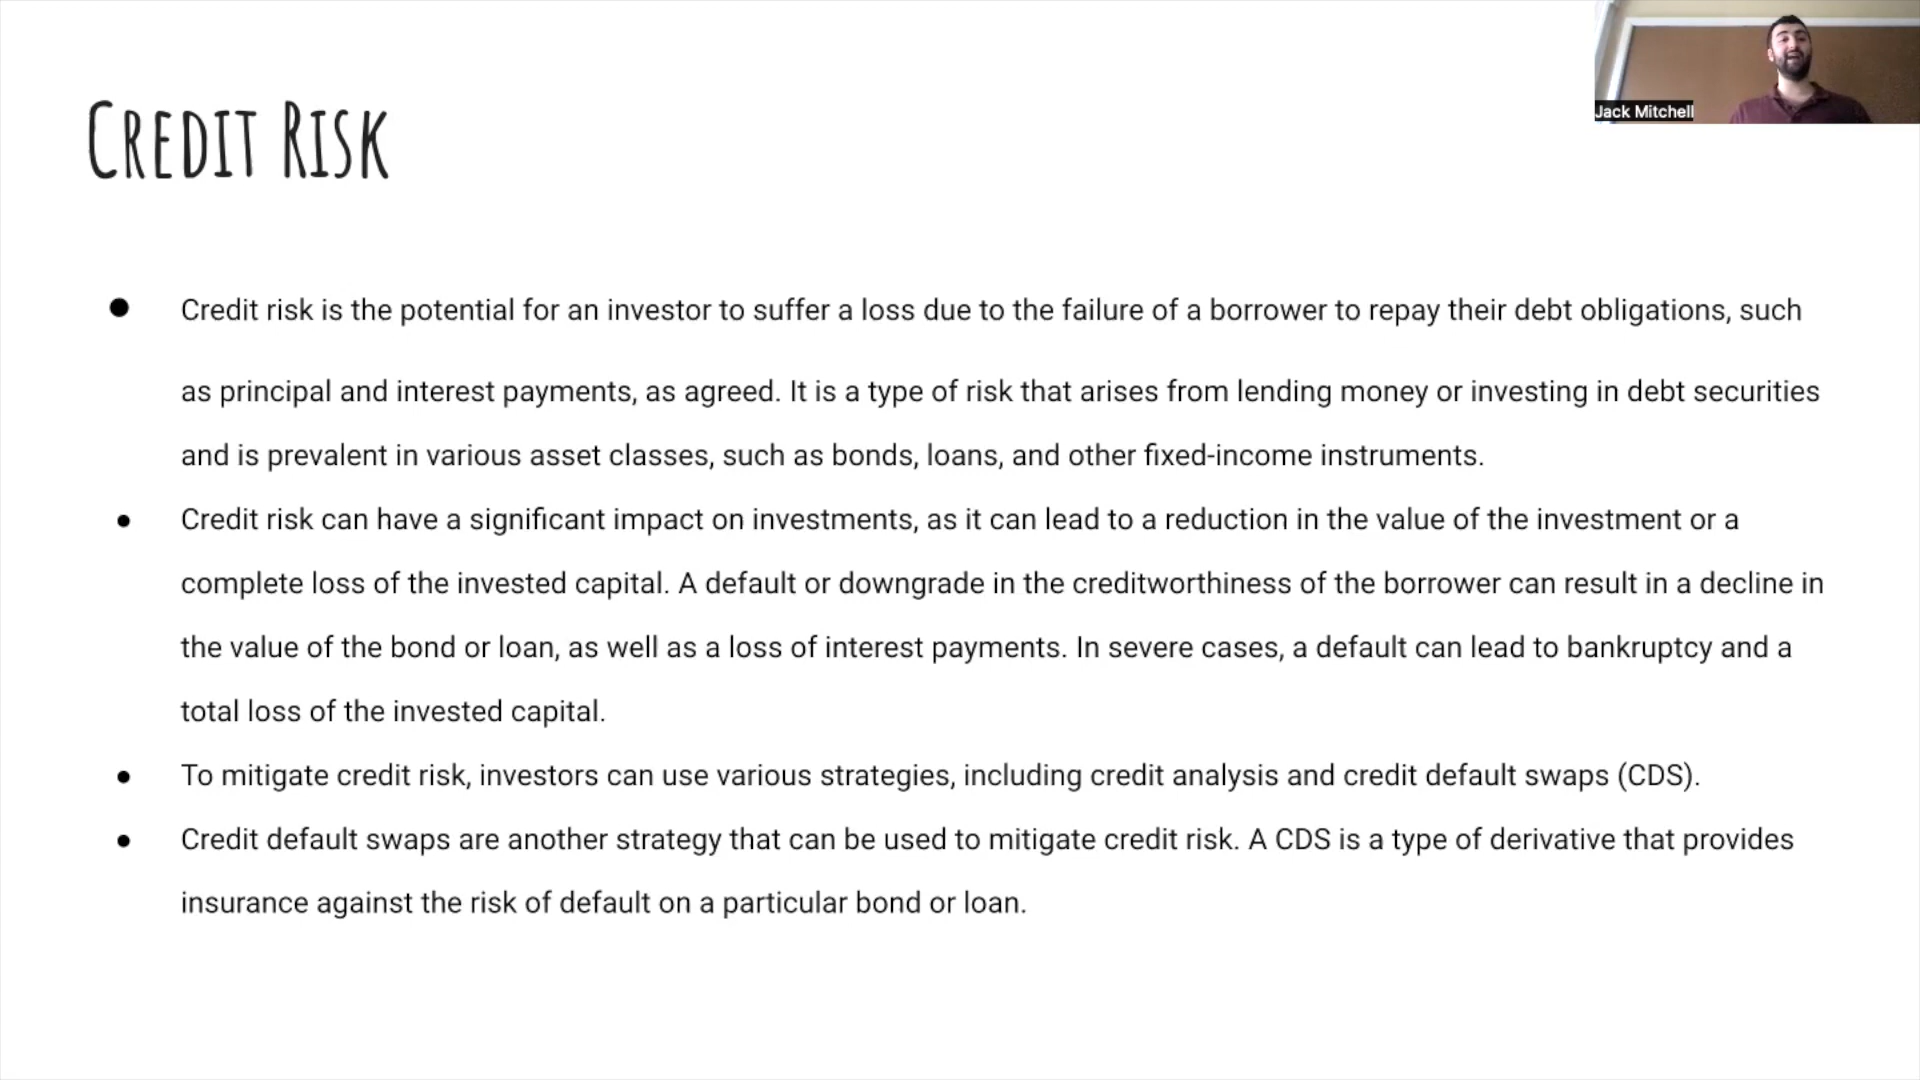 Jack Mitchell
Credit Risk
● Credit risk is the potential for an investor to suffer a loss due to the failure of a borrower to repay their debt obligations, such
as principal and interest payments, as agreed. It is a type of risk that arises from lending money or investing in debt securities
and is prevalent in various asset classes, such as bonds, loans, and other fixed-income instruments.
● Credit risk can have a significant impact on investments, as it can lead to a reduction in the value of the investment or a
complete loss of the invested capital. A default or downgrade in the creditworthiness of the borrower can result in a decline in
the value of the bond or loan, as well as a loss of interest payments. In severe cases, a default can lead to bankruptcy and a
total loss of the invested capital.
● To mitigate credit risk, investors can use various strategies, including credit analysis and credit default swaps (CDS).
● Credit default swaps are another strategy that can be used to mitigate credit risk. A CDS is a type of derivative that provides
insurance against the risk of default on a particular bond or loan.